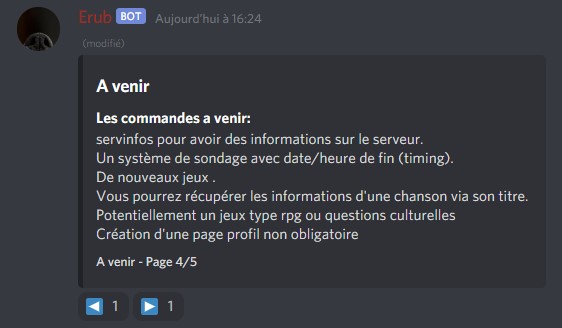 Erub BOT Aujourd'hui à 16:24
(modifié)
A venir
Les commandes a venir:
servinfos pour avoir des informations sur le serveur.
Un système de sondage avec date/heure de fin (timing).
De nouveaux jeux .
Vous pourrez récupérer les informations d'une chanson via son titre.
Potentiellement un jeux type rpg ou questions culturelles
Création d'une page profil non obligatoire
A venir - Page 4/5
1 1